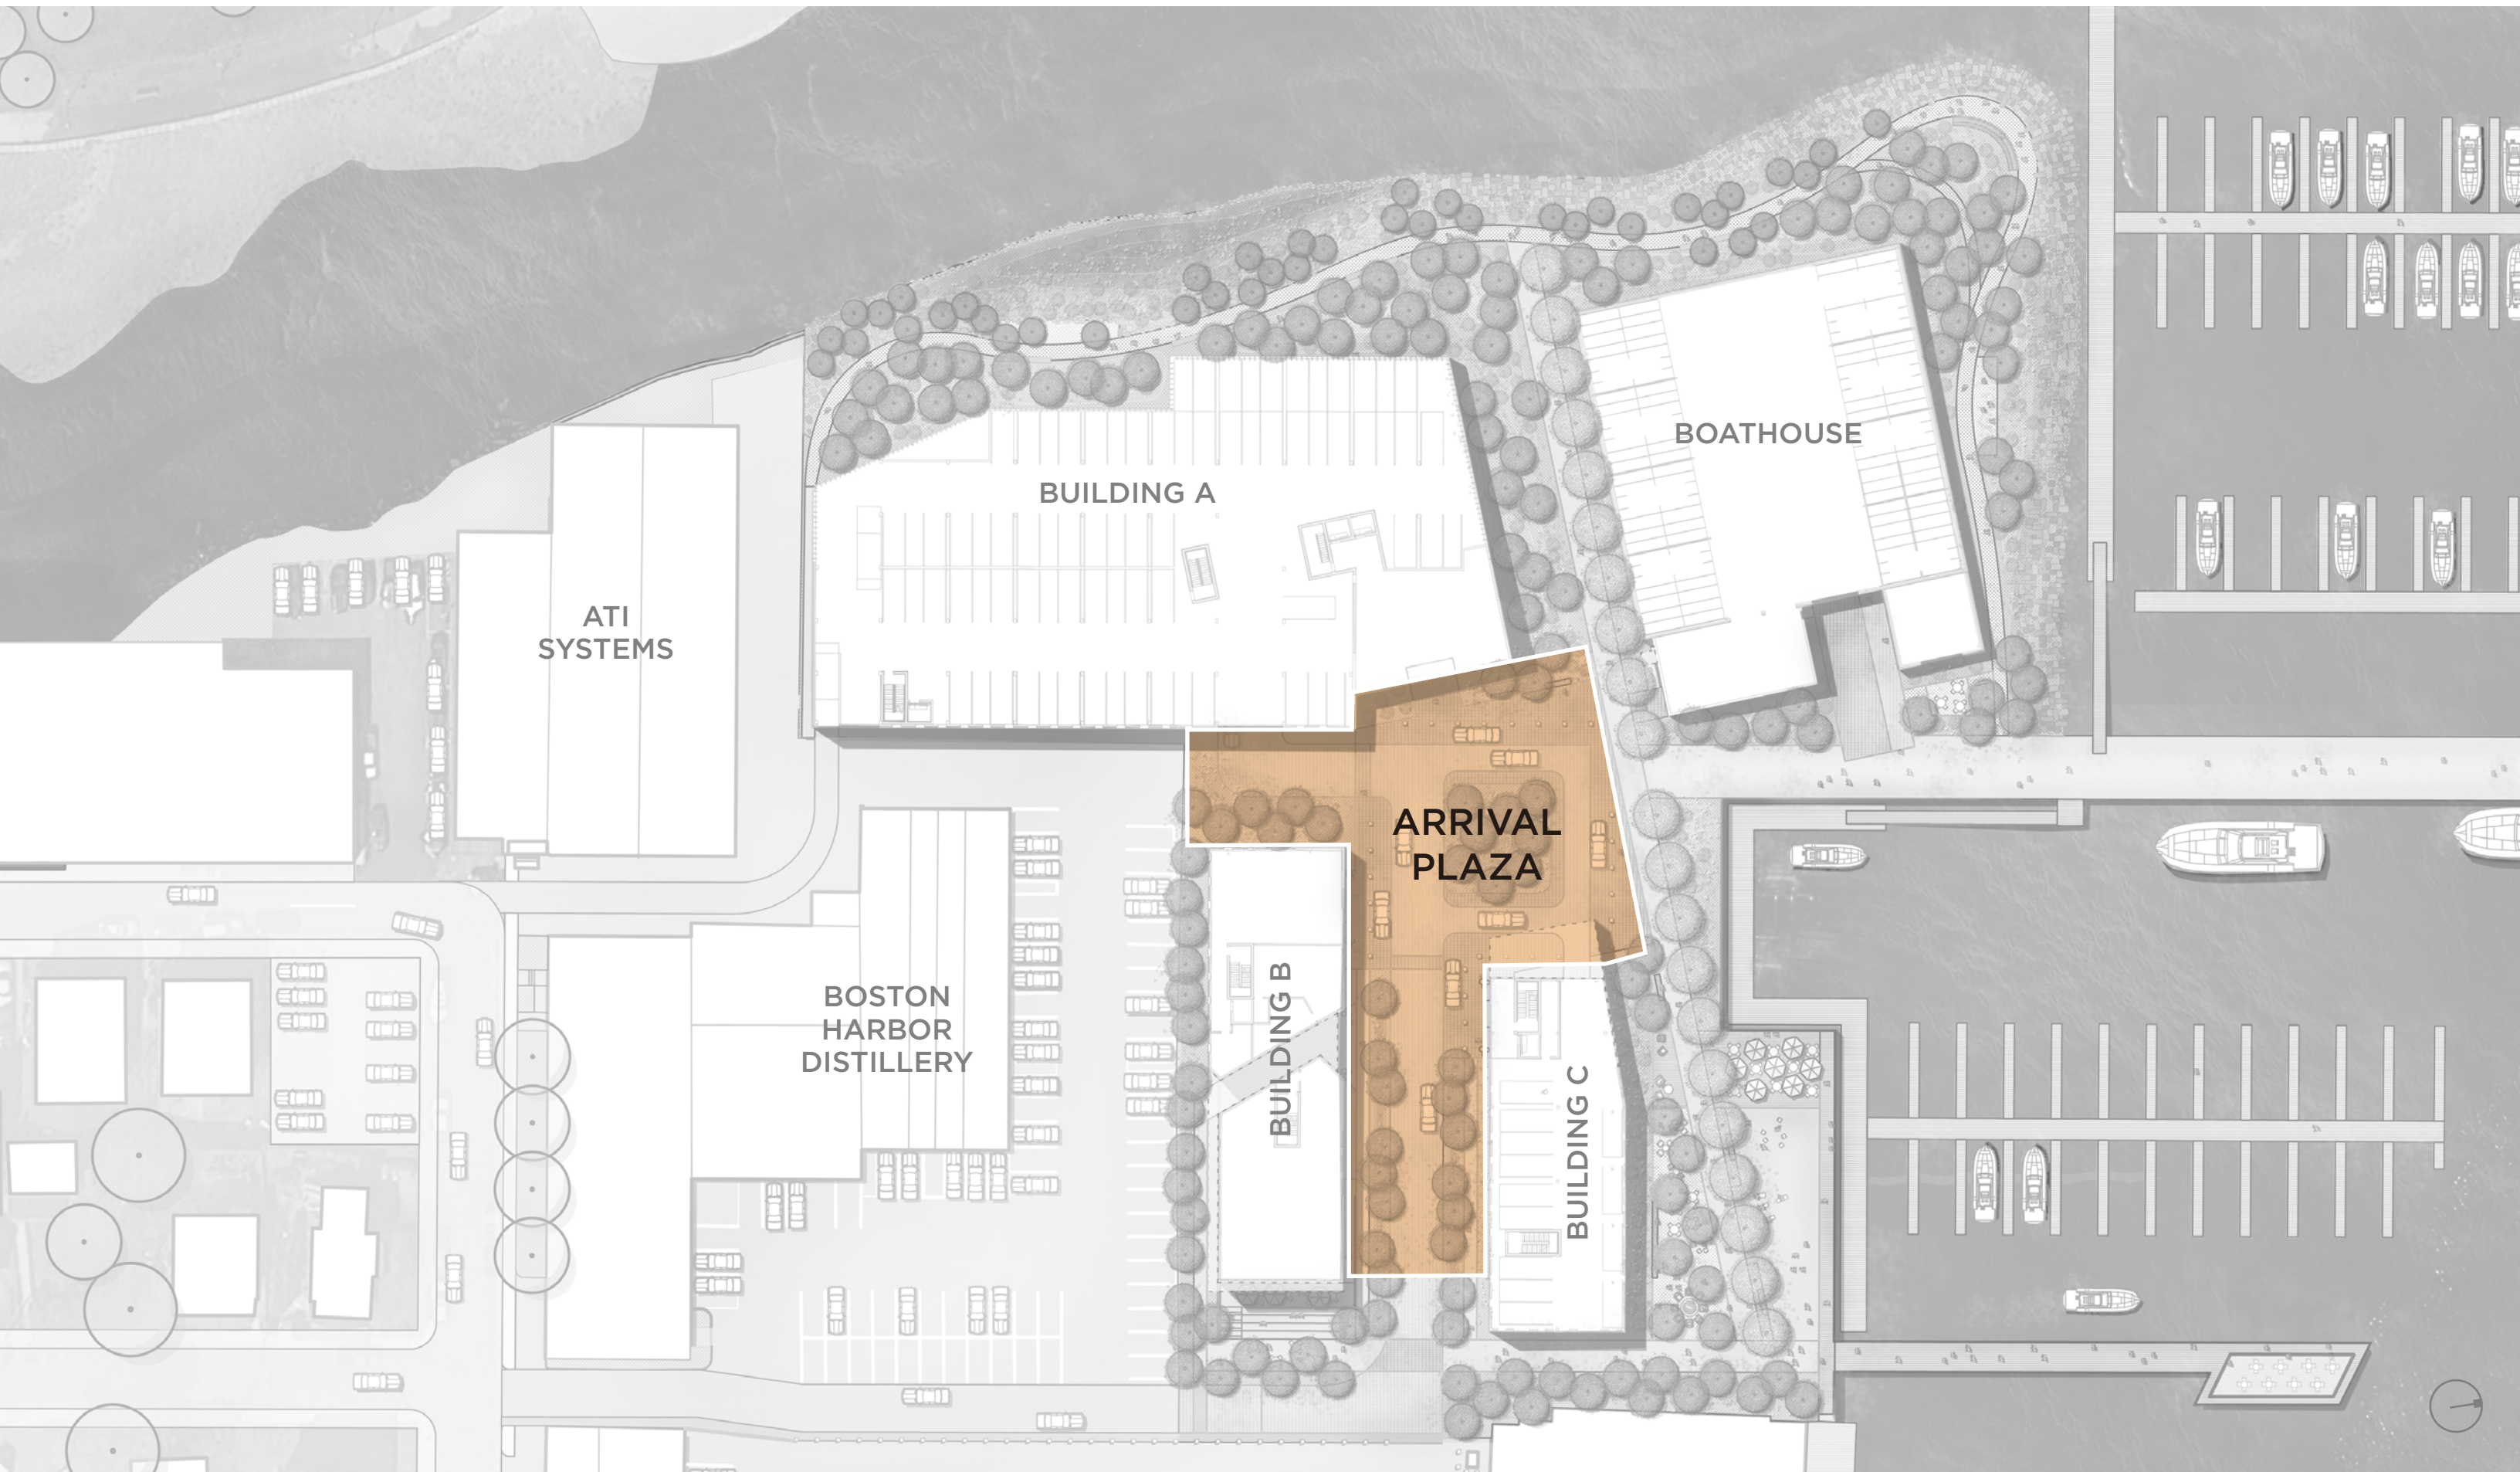 BOATHOUSE
BUILDING A
ATI
SYSTEMS
ARRIVAL
PLAZA
BOSTON
HARBOR
DISTILLERY
BUILDING B
BUILDING C